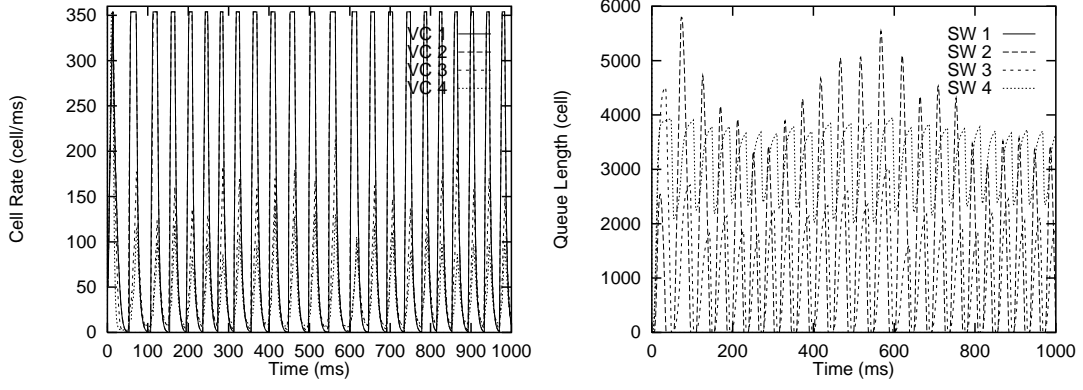 350
300
250
200
150
100
50
0
Cell Rate (cell/ms)
VC 1
VC 2
VC 3
VC 4
0 100 200 300 400 500 600 700 800 900 1000
Time (ms)
6000
5000
4000
3000
2000
1000
0
Queue Length (cell)
SW 1
SW 2
SW 3
SW 4
0 200 400 600 800 1000
Time (ms)